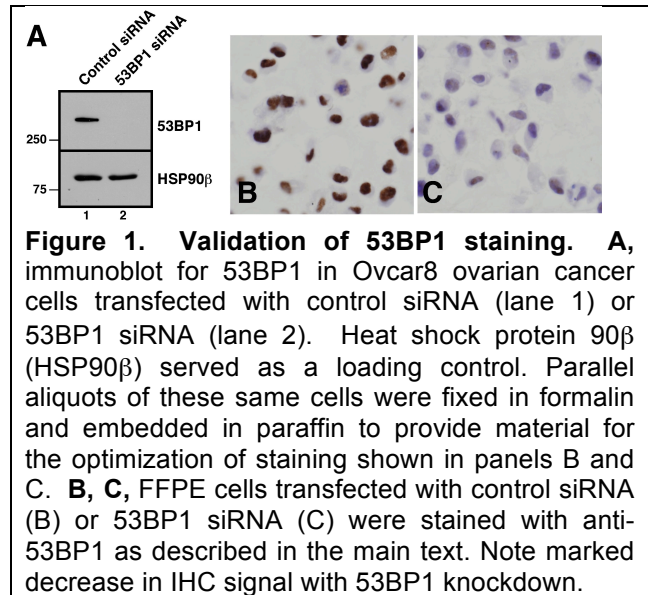 A
Control siRNA
53BP1 siRNA
53BP1
250
HSP90β
75
1 2
B
C
Figure 1. Validation of 53BP1 staining. A,
immunoblot for 53BP1 in Ovcar8 ovarian cancer
cells transfected with control siRNA (lane 1) or
53BP1 siRNA (lane 2). Heat shock protein 90β
(HSP90β) served as a loading control. Parallel
aliquots of these same cells were fixed in formalin
and embedded in paraffin to provide material for
the optimization of staining shown in panels B and
C. B, C, FFPE cells transfected with control siRNA
(B) or 53BP1 siRNA (C) were stained with anti-
53BP1 as described in the main text. Note marked
decrease in IHC signal with 53BP1 knockdown.